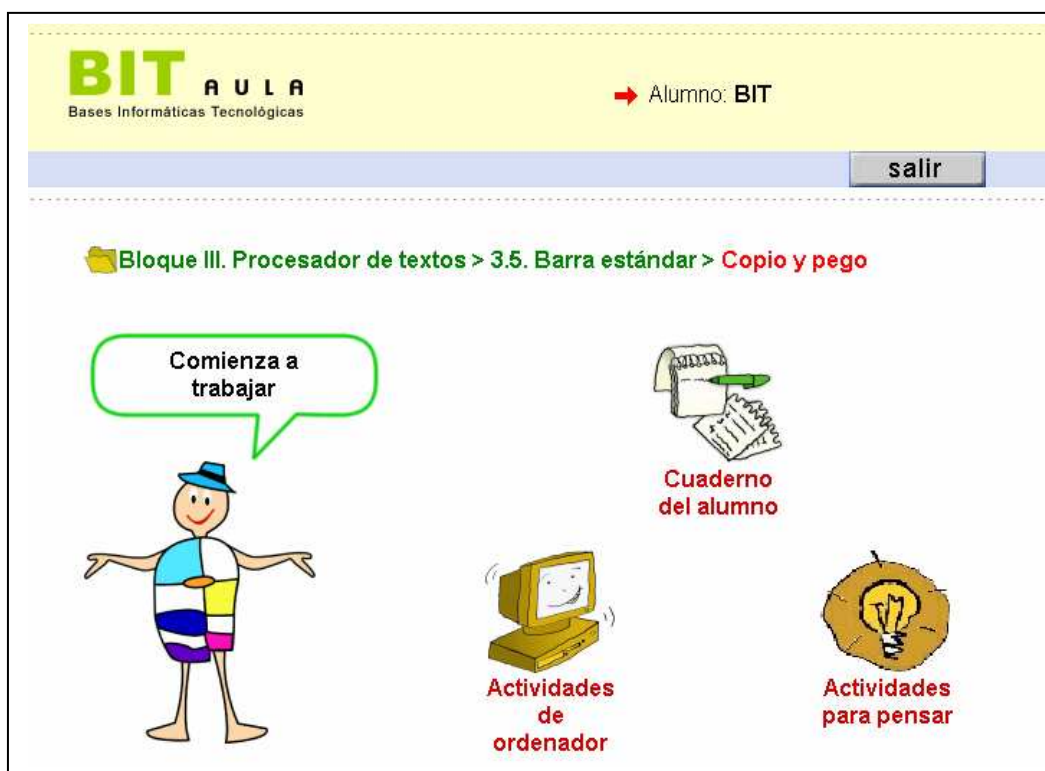 BIT AULA
Bases Informáticas Tecnológicas
Alumno: BIT
salir
Bloque III. Procesador de textos > 3.5. Barra estándar > Copio y pego
Comienza a
trabajar
Cuaderno
del alumno
Actividades
de
ordenador
Actividades
para pensar